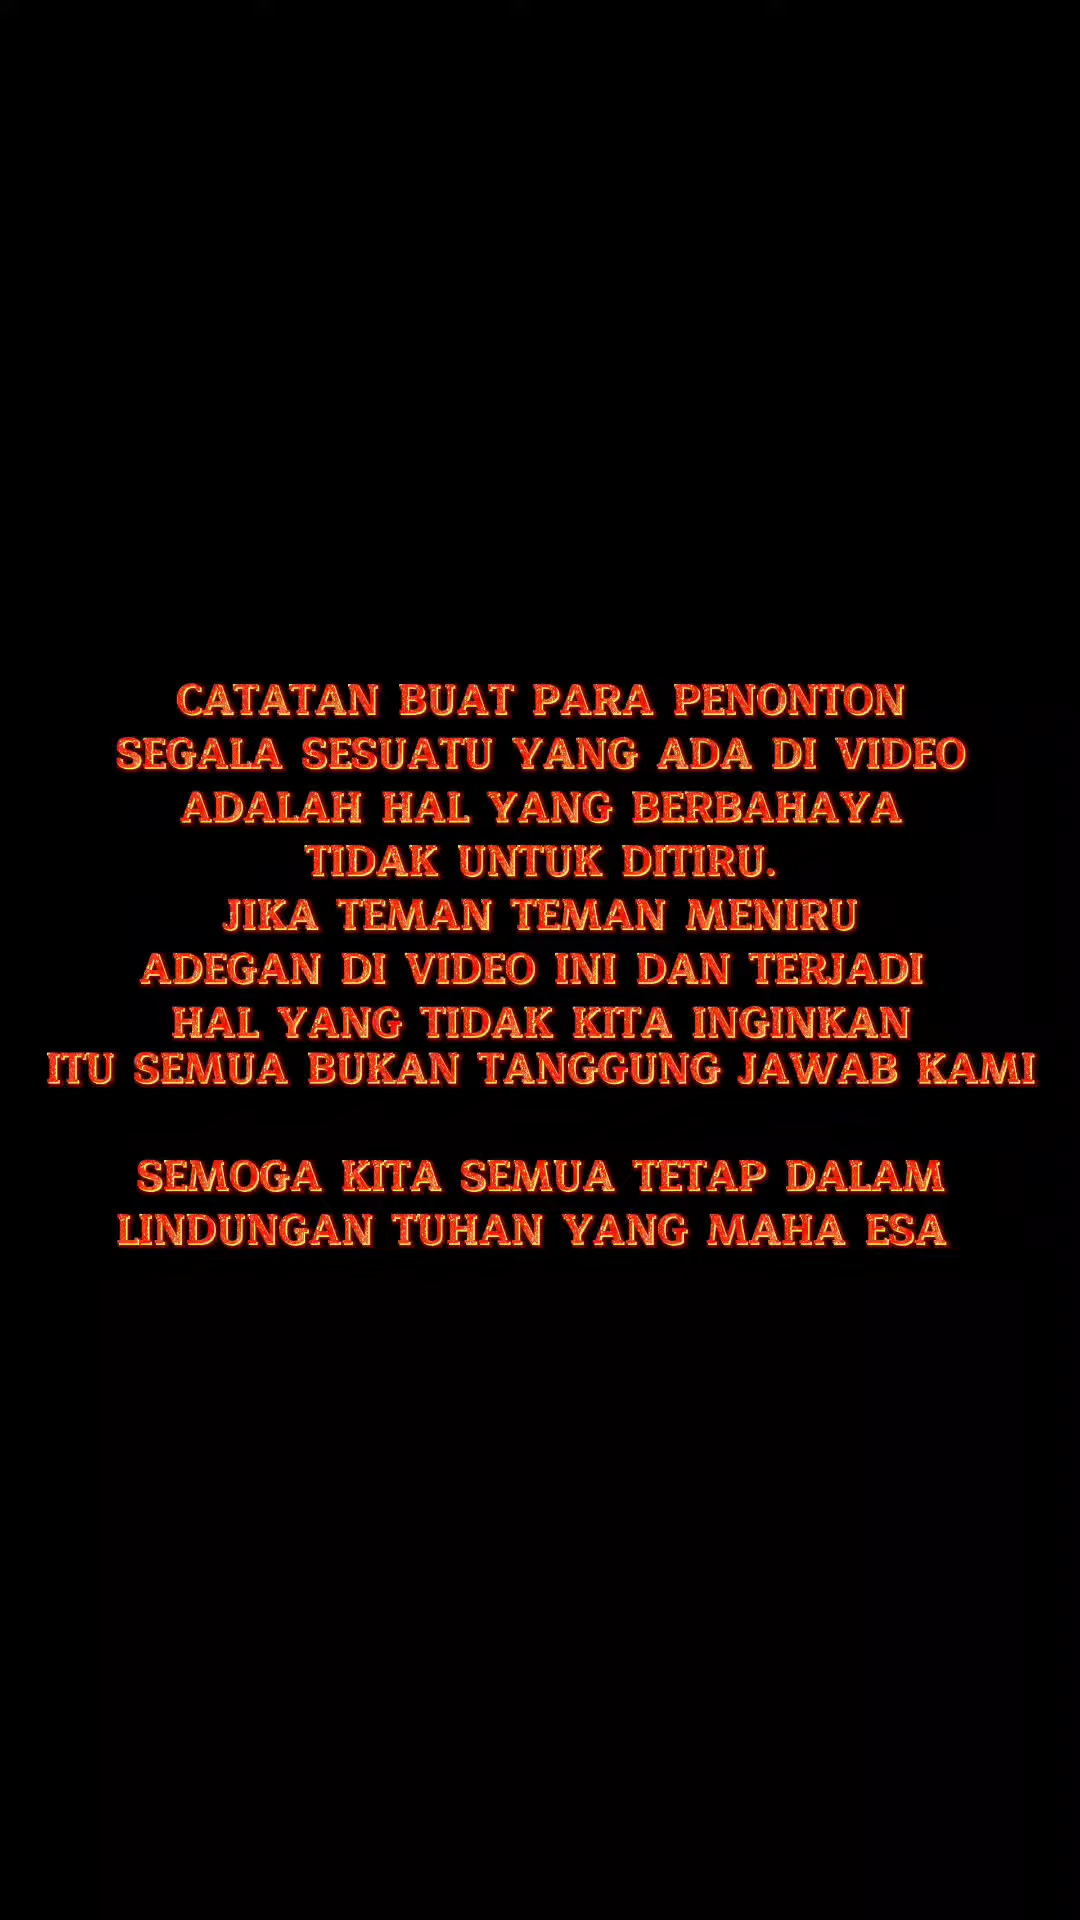 CATATAN BUAT PARA PENONTON
SEGALA SESUATU YANG ADA DI VIDEO
ADALAH HAL YANG BERBAHAYA
TIDAK UNTUK DITIRU.
JIKA TEMAN TEMAN MENIRU
ADEGAN DI VIDEO INI DAN TERJADI
HAL YANG TIDAK KITA INGINKAN
ITU SEMUA BUKAN TANGGUNG JAWAB KAMI
SEMOGA KITA SEMUA TETAP DALAM
LINDUNGAN TUHAN YANG MAHA ESA